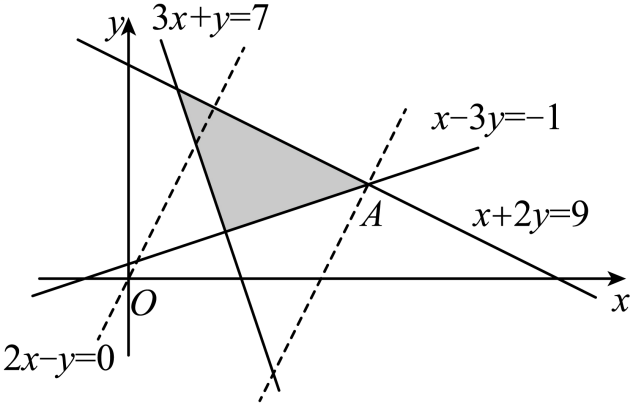 3x+y=7
y
x−3y=−1
A
x+2y=9
O
x
2x−y=0